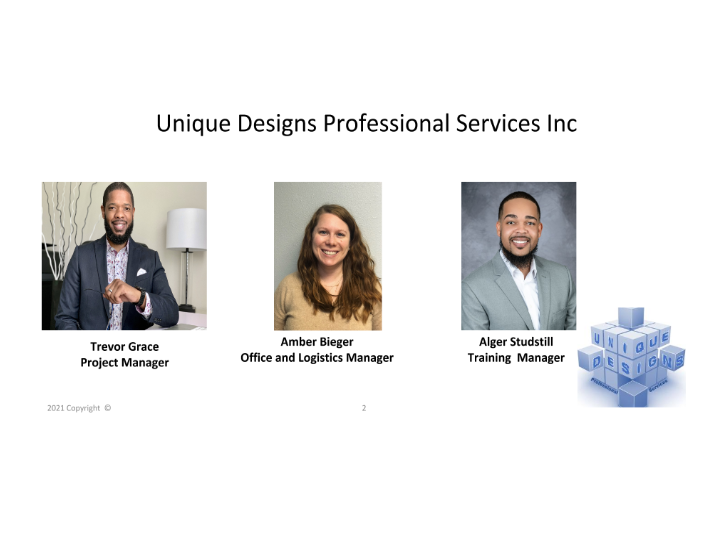 Unique Designs Professional Services Inc
Trevor Grace
Project Manager
Amber Bieger
Office and Logistics Manager
Alger Studstill
Training  Manager
UNIQUE
DESIGNS
2021 Copyright  ©
2